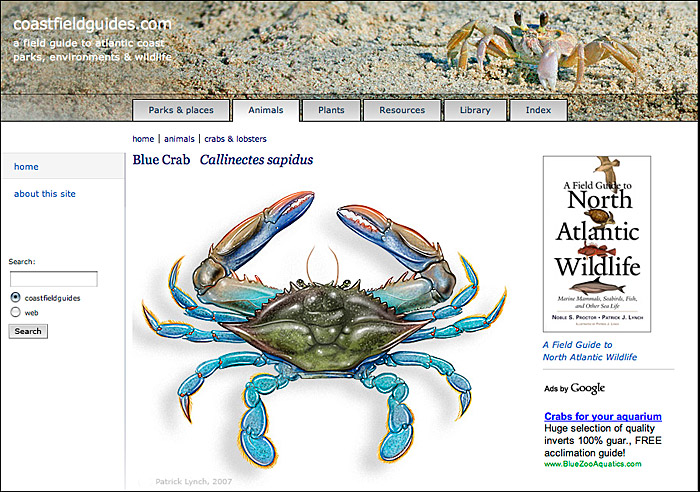 coastfieldguides.com
a field guide to atlantic coast
parks, environments & wildlife
Parks & places
Animals
Plants
Resources
Library
Index
home | animals | crabs & lobsters
Blue Crab Callinectes sapidus
home
about this site
Search:
coastfieldguides
web
Search
Patrick Lynch, 2007
A Field Guide to
North
Atlantic
Wildlife
Marine Mammals, Seabirds, Fish,
and Other Sea Life
Noble S. Proctor • Patrick J. Lynch
A Field Guide to
North Atlantic Wildlife
Ads by Google
Crabs for your aquarium
Huge selection of quality
inverts 100% guar., FREE
acclimation guide!
www.BlueZooAquatics.com